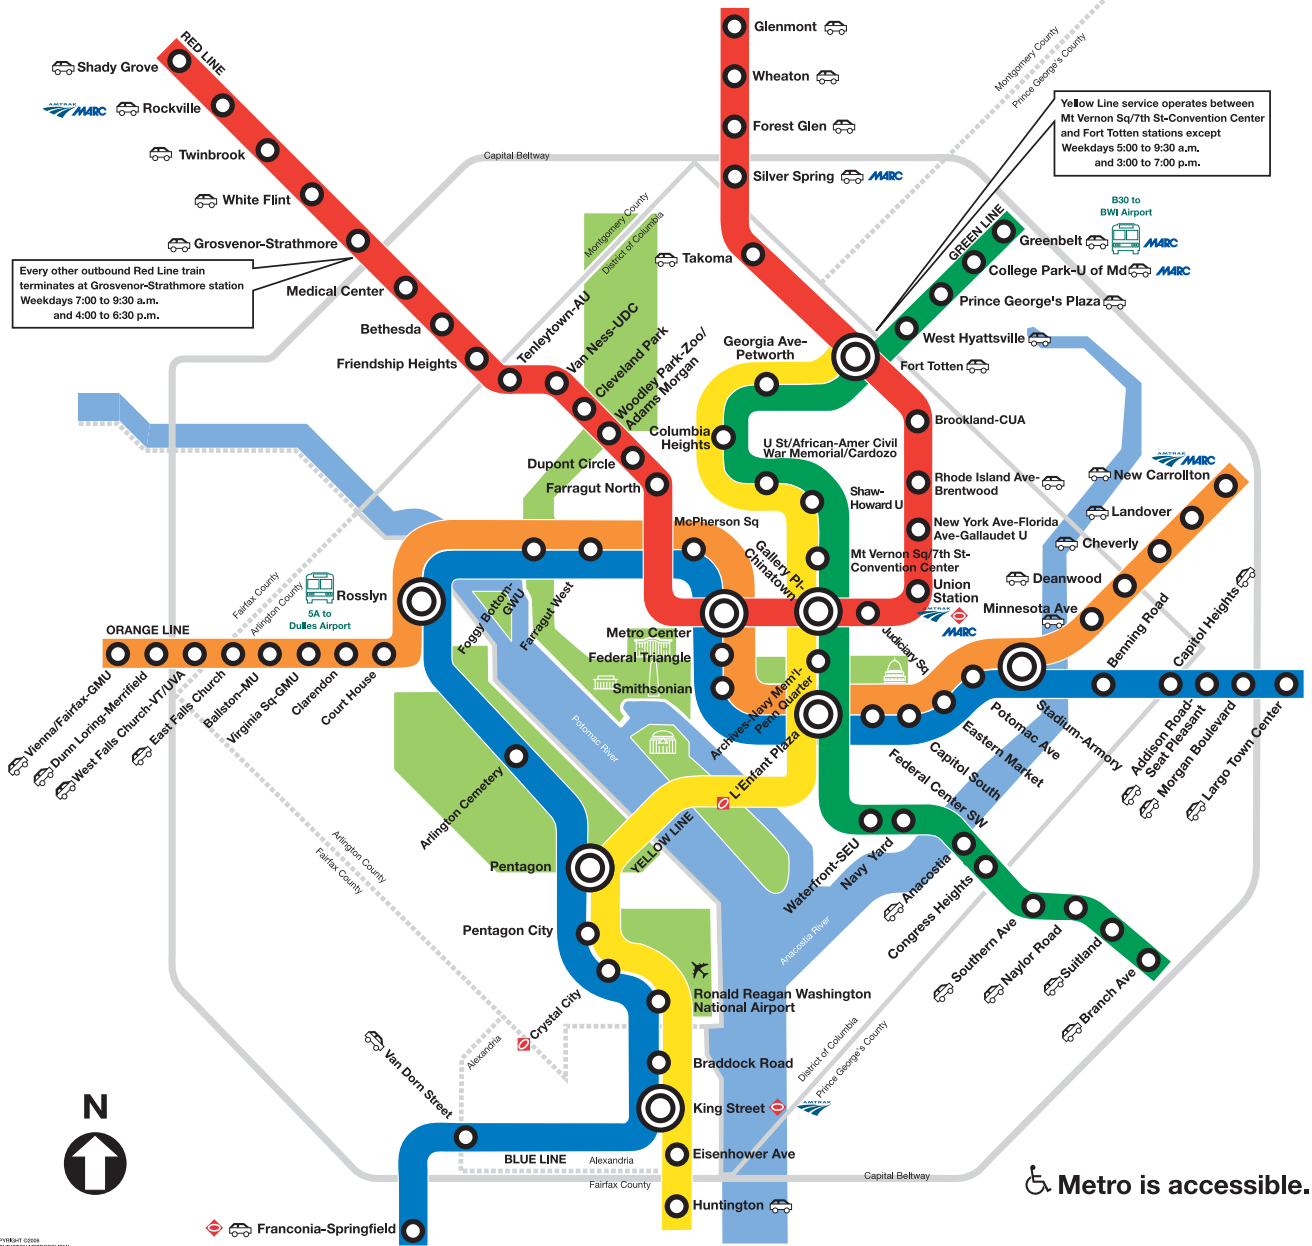 Glenmont
Wheaton
Forest Glen
Silver Spring
MARC
Takoma
RED LINE
Shady Grove
AMTRAK
MARC
Rockville
Twinbrook
White Flint
Grosvenor-Strathmore
Every other outbound Red Line train
terminates at Grosvenor-Strathmore station
Weekdays 7:00 to 9:30 a.m.
and 4:00 to 6:30 p.m.
Medical Center
Bethesda
Friendship Heights
Tenleytown-AU
Van Ness-UDC
Cleveland Park
Woodley Park-Zoo/
Adams Morgan
Dupont Circle
Farragut North
Capital Beltway
Montgomery County
District of Columbia
Montgomery County
Prince George's County
Yellow Line service operates between
Mt Vernon Sq/7th St-Convention Center
and Fort Totten stations except
Weekdays 5:00 to 9:30 a.m.
and 3:00 to 7:00 p.m.
B30 to
BWI Airport
GREEN LINE
Greenbelt
MARC
College Park-U of Md
MARC
Prince George's Plaza
West Hyattsville
Fort Totten
Georgia Ave-
Petworth
Columbia
Heights
U St/African-Amer Civil
War Memorial/Cardozo
Shaw-
Howard U
Mt Vernon Sq/7th St-
Convention Center
Gallery Pl-
Chinatown
Brookland-CUA
Rhode Island Ave-
Brentwood
New York Ave-Florida
Ave-Gallaudet U
Union
Station
AMTRAK
MARC
Judiciary Sq
AMTRAK
MARC
New Carrollton
Landover
Cheverly
Deanwood
Minnesota Ave
Benning Road
Capitol Heights
McPherson Sq
Metro Center
Federal Triangle
Smithsonian
Farragut West
Foggy Bottom-
GWU
Rosslyn
5A to
Dulles Airport
Fairfax County
Arlington County
ORANGE LINE
Vienna/Fairfax-GMU
Dunn Loring-Merrifield
West Falls Church-VT/UVA
East Falls Church
Ballston-MU
Virginia Sq-GMU
Clarendon
Court House
Archives-Navy Mem'l-
Penn Quarter
L'Enfant Plaza
Potomac River
Federal Center SW
Capitol South
Eastern Market
Potomac Ave
Stadium-Armory
Addison Road-
Seat Pleasant
Morgan Boulevard
Largo Town Center
Arlington Cemetery
Arlington County
Fairfax County
Pentagon
YELLOW LINE
Pentagon City
Crystal City
Waterfront-SEU
Navy Yard
Anacostia
Congress Heights
Southern Ave
Naylor Road
Suitland
Branch Ave
Anacostia River
Ronald Reagan Washington
National Airport
Braddock Road
District of Columbia
Prince George's County
King Street
AMTRAK
Alexandria
Van Dorn Street
BLUE LINE
Alexandria
Fairfax County
Eisenhower Ave
Huntington
Capital Beltway
Franconia-Springfield
N
Metro is accessible.